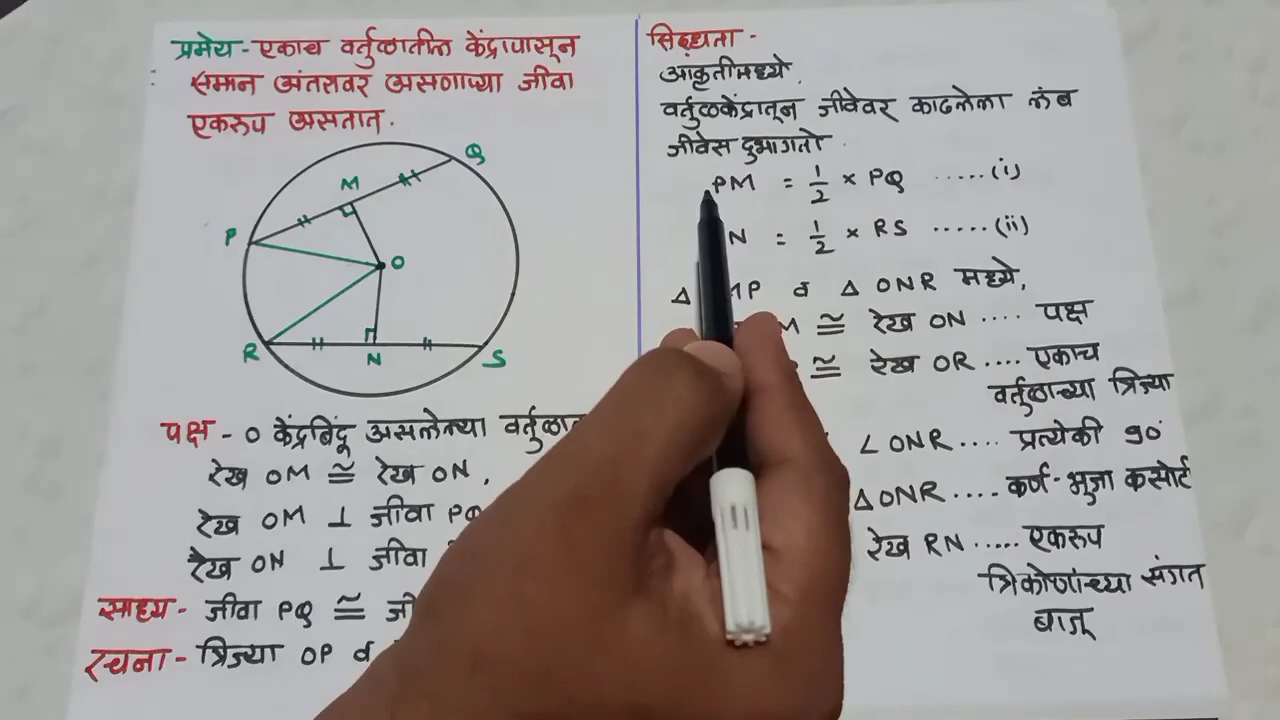 प्रमेय - एकाच वर्तुळातील केंद्रापासून
समान अंतरावर असणाऱ्या जीवा
एकरूप असतात.
Q
M
P
O
R
N
S
पक्ष - O केंद्रबिंदू असलेल्या
रेख OM ≅ रेख ON,
रेख OM ⊥ जीवा PQ
रेख ON ⊥ जीवा
साध्य - जीवा PQ ≅
रचना - त्रिज्या OP व
सिद्धता -
आकृतीमध्ये,
वर्तुळकेंद्रातून जीवेवर काढलेला लंब
जीवेस दुभागतो.
PM = 1/2 × PQ .....(i)
N = 1/2 × RS .....(ii)
Δ MP व Δ ONR मध्ये,
M ≅ रेख ON .... पक्ष
≅ रेख OR .... एकाच
वर्तुळाच्या त्रिज्या
∠ONR .... प्रत्येकी 90°
ΔONR .... कर्ण-भुजा कसोटी
रेख RN ..... एकरूप
त्रिकोणांच्या संगत
बाजू